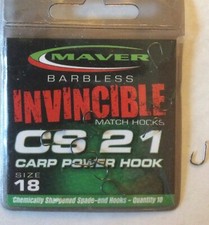 MAVER
BARBLESS
INVINCIBLE
MATCH HOOKS
CS 21
CARP POWER HOOK
SIZE
18
Chemically Sharpened Spade-end Hooks - Quantity 10